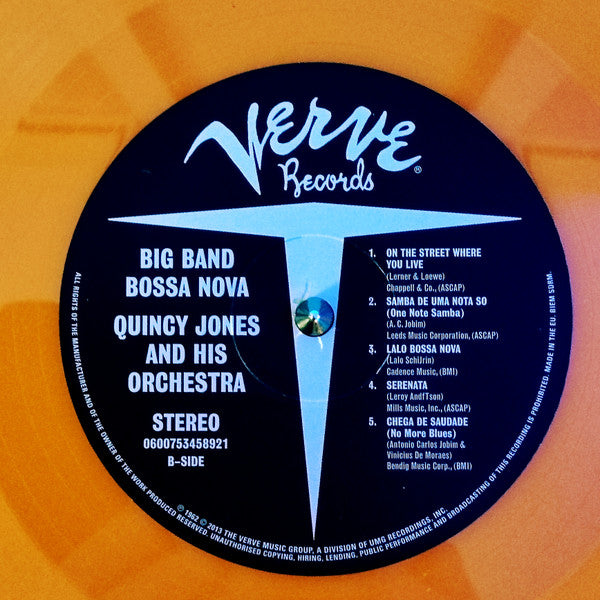 Verve
Records
®
BIG BAND
BOSSA NOVA
QUINCY JONES
AND HIS
ORCHESTRA
STEREO
0600753458921
B-SIDE
1. ON THE STREET WHERE
YOU LIVE
(Lerner & Loewe)
Chappell & Co., (ASCAP)
2. SAMBA DE UMA NOTA SO
(One Note Samba)
(A. C. Jobim)
Leeds Music Corporation, (ASCAP)
3. LALO BOSSA NOVA
(Lalo Schilrin)
Cadence Music, (BMI)
4. SERENATA
(Leroy AndfTson)
Mills Music, Inc., (ASCAP)
5. CHEGA DE SAUDADE
(No More Blues)
(Antonio Carlos Jobim &
Vinicius De Moraes)
Bendig Music Corp., (BMI)
℗ 1962 © 2013 THE VERVE MUSIC GROUP, A DIVISION OF UMG RECORDINGS, INC.
ALL RIGHTS OF THE MANUFACTURER AND OF THE OWNER OF THE WORK PRODUCED RESERVED. UNAUTHORISED COPYING, HIRING, LENDING, PUBLIC PERFORMANCE AND BROADCASTING OF THIS RECORDING IS PROHIBITED. MADE IN THE EU. BIEM SDRM.